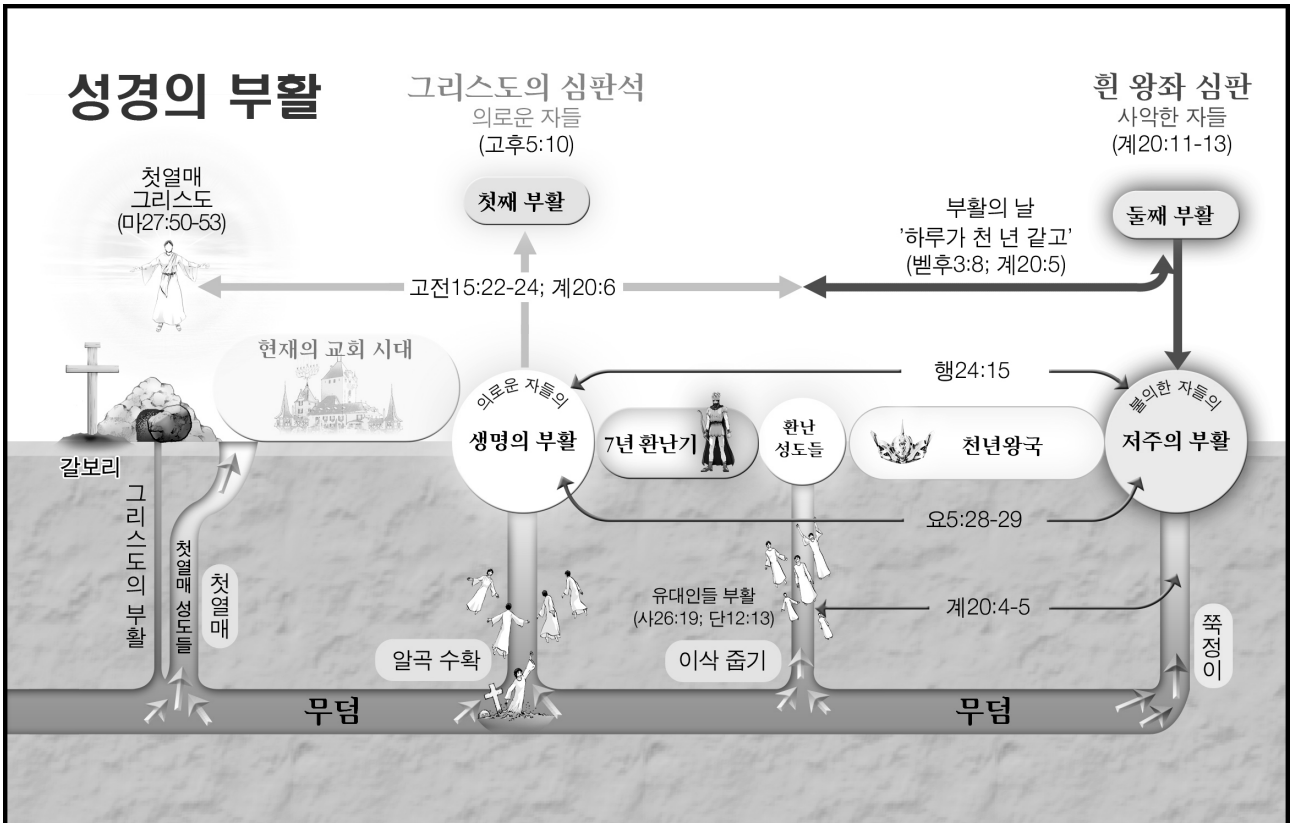 성경의 부활
그리스도의 심판석
의로운 자들
(고후5:10)
흰 왕좌 심판
사악한 자들
(계20:11-13)
첫열매
그리스도
(마27:50-53)
첫째 부활
부활의 날
'하루가 천 년 같고'
(벧후3:8; 계20:5)
둘째 부활
고전15:22-24; 계20:6
현재의 교회 시대
행24:15
의로운 자들의
생명의 부활
7년 환난기
환난
성도들
천년왕국
불의한 자들의
저주의 부활
갈보리
그리스도의 부활
첫열매 성도들
첫열매
요5:28-29
유대인들 부활
(사26:19; 단12:13)
계20:4-5
알곡 수확
이삭 줍기
쭉정이
무덤
무덤